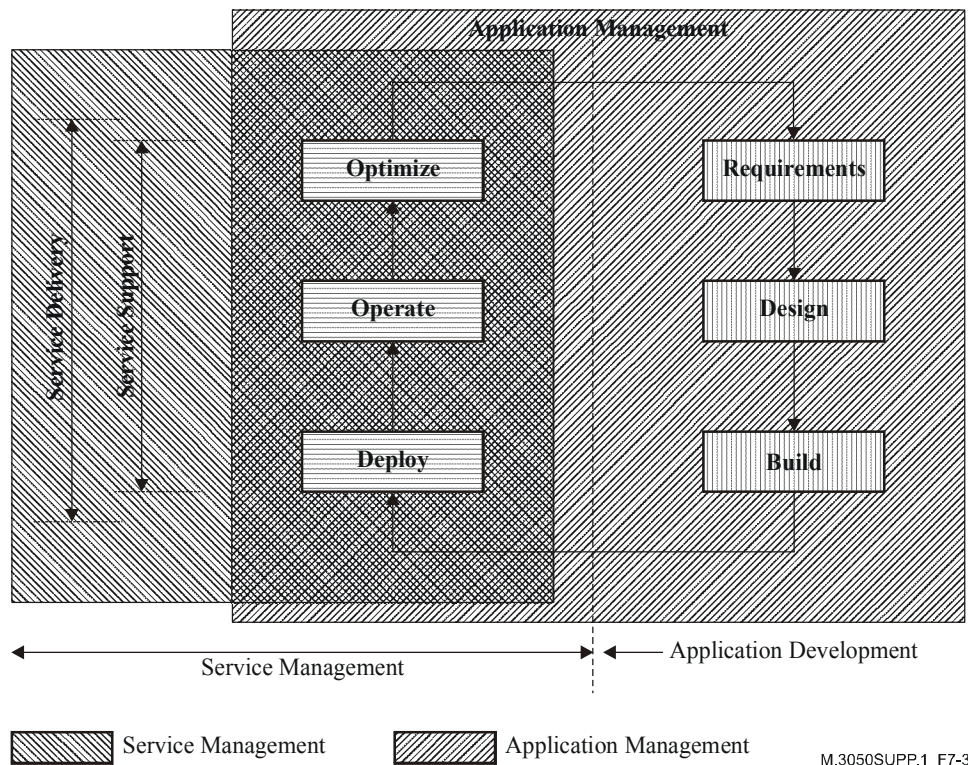 Application Management
Optimize
Requirements
Service Delivery
Service Support
Operate
Design
Deploy
Build
Service Management
Application Development
Service Management
Application Management
M.3050SUPP.1_F7-3